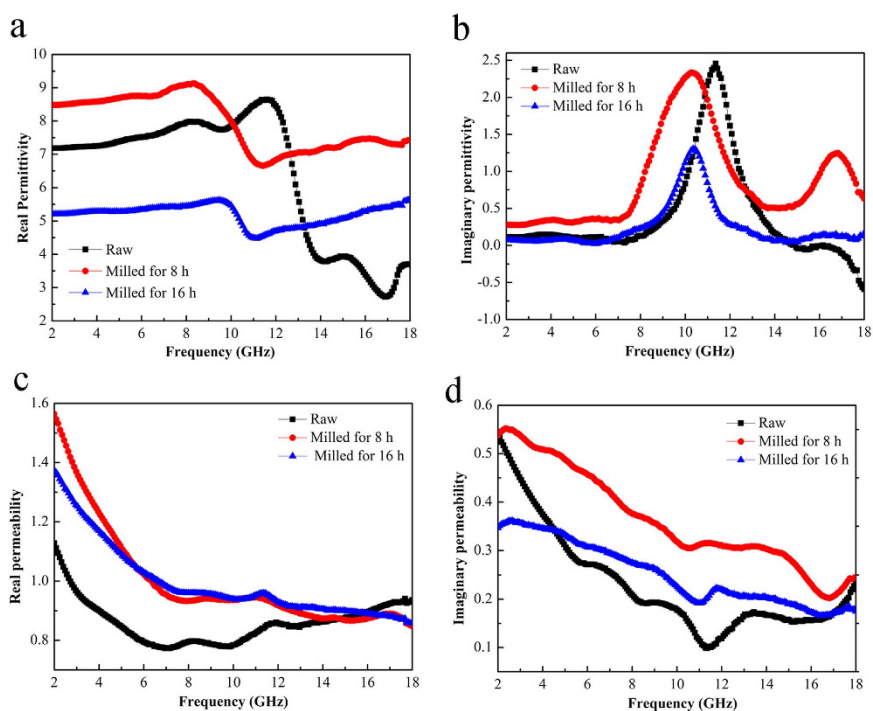 a
10
9
8
7
6
5
4
3
2
Real Permittivity
Raw
Milled for 8 h
Milled for 16 h
2 4 6 8 10 12 14 16 18
Frequency (GHz)
b
2.5
2.0
1.5
1.0
0.5
0.0
-0.5
-1.0
Imaginary permittivity
Raw
Milled for 8 h
Milled for 16 h
2 4 6 8 10 12 14 16 18
Frequency (GHz)
c
1.6
1.4
1.2
1.0
0.8
Real permeability
Raw
Milled for 8 h
Milled for 16 h
2 4 6 8 10 12 14 16 18
Frequency (GHz)
d
0.6
0.5
0.4
0.3
0.2
0.1
Imaginary permeability
Raw
Milled for 8 h
Milled for 16 h
2 4 6 8 10 12 14 16 18
Frequency (GHz)